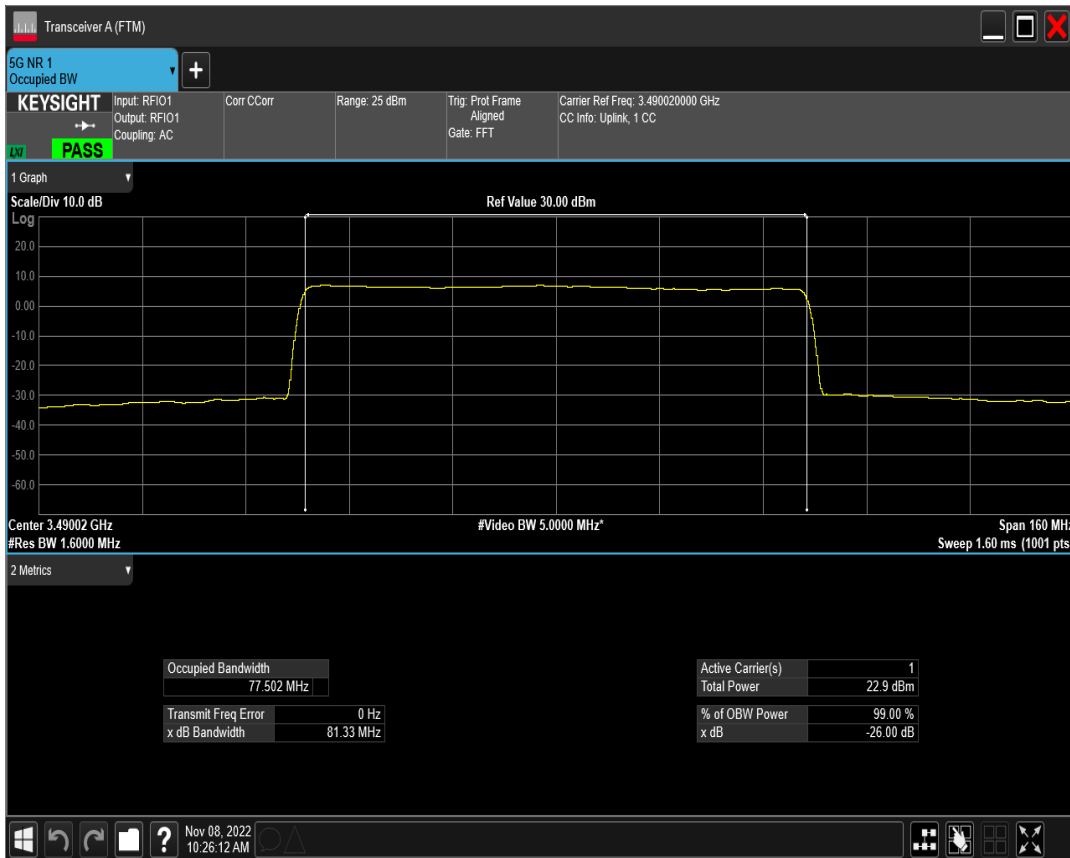 Transceiver A (FTM)
5G NR 1
Occupied BW
+
KEYSIGHT
LXI
PASS
Input: RFIO1
Output: RFIO1
Coupling: AC
Corr CCorr
Range: 25 dBm
Trig: Prot Frame
Aligned
Gate: FFT
Carrier Ref Freq: 3.490020000 GHz
CC Info: Uplink, 1 CC
1 Graph
Scale/Div 10.0 dB
Ref Value 30.00 dBm
Log
20.0
10.0
0.00
-10.0
-20.0
-30.0
-40.0
-50.0
-60.0
Center 3.49002 GHz
#Video BW 5.0000 MHz*
Span 160 MHz
#Res BW 1.6000 MHz
Sweep 1.60 ms (1001 pts
2 Metrics
Occupied Bandwidth
77.502 MHz
Transmit Freq Error 0 Hz
x dB Bandwidth 81.33 MHz
Active Carrier(s) 1
Total Power 22.9 dBm
% of OBW Power 99.00 %
x dB -26.00 dB
?
Nov 08, 2022
10:26:12 AM